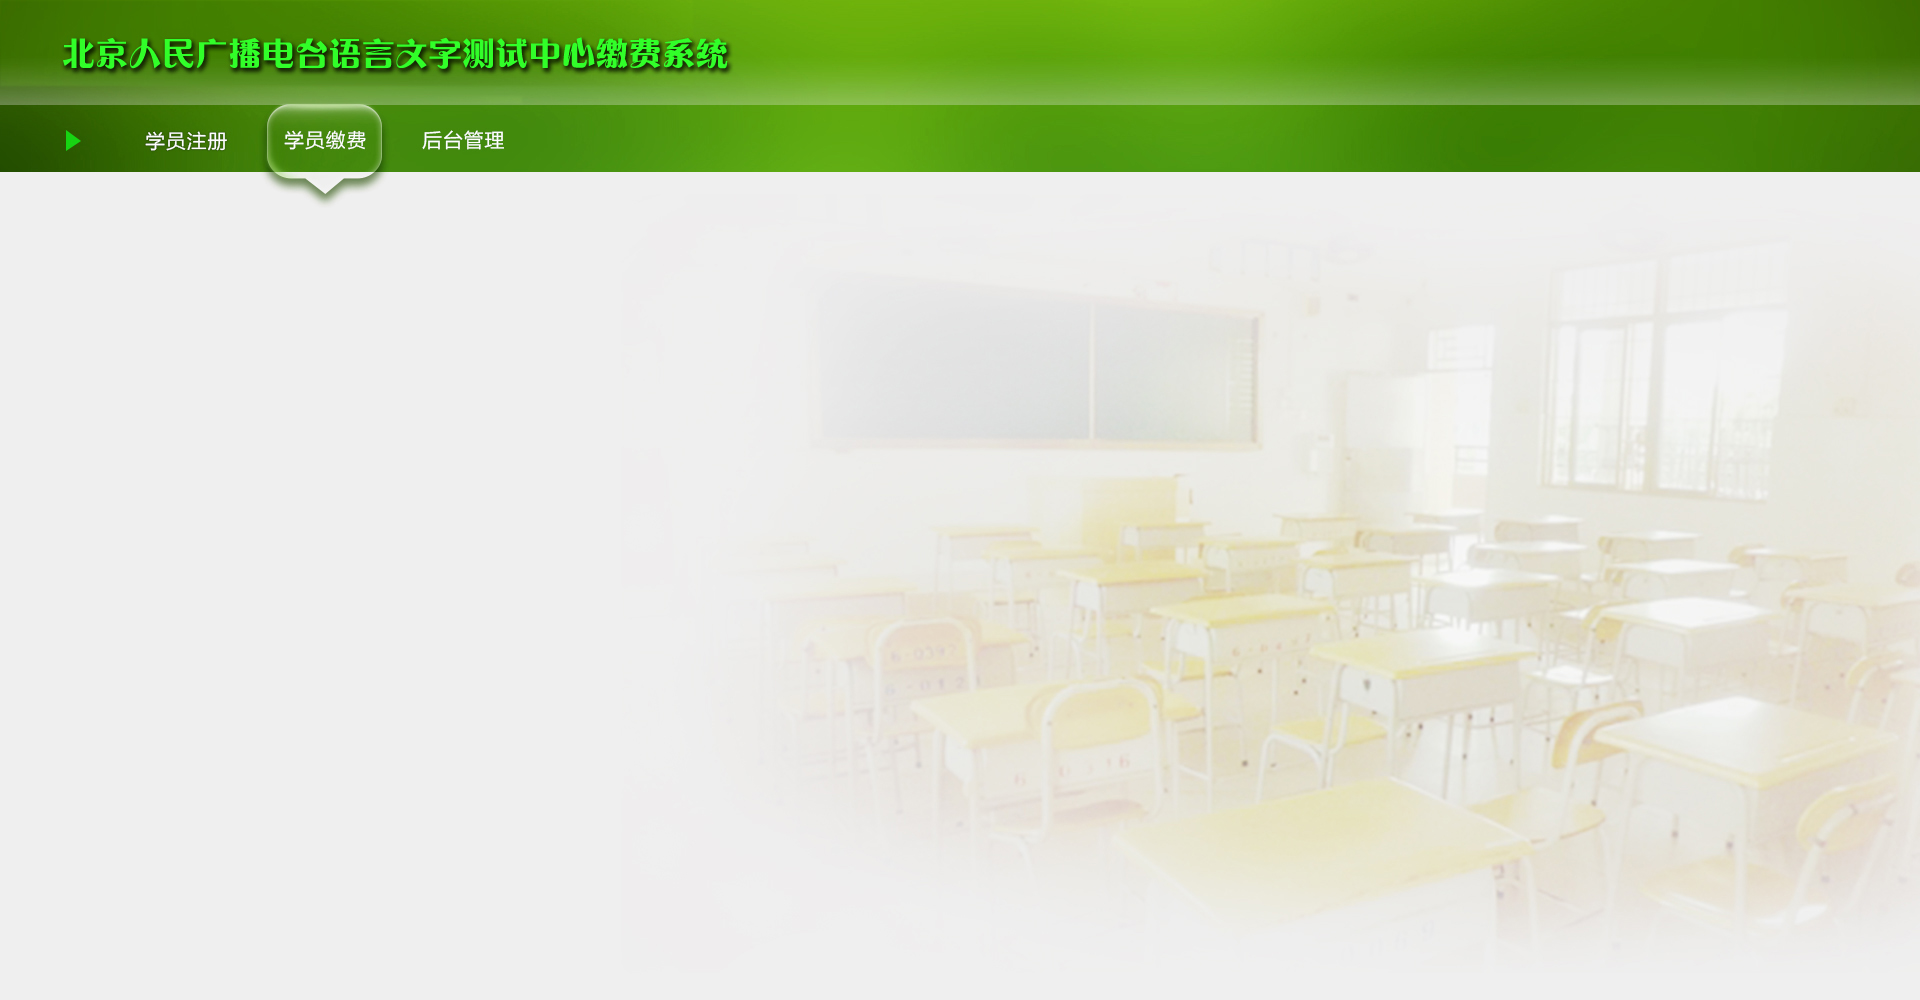 北京人民广播电台语言文字测试中心缴费系统
学员注册 学员缴费 后台管理